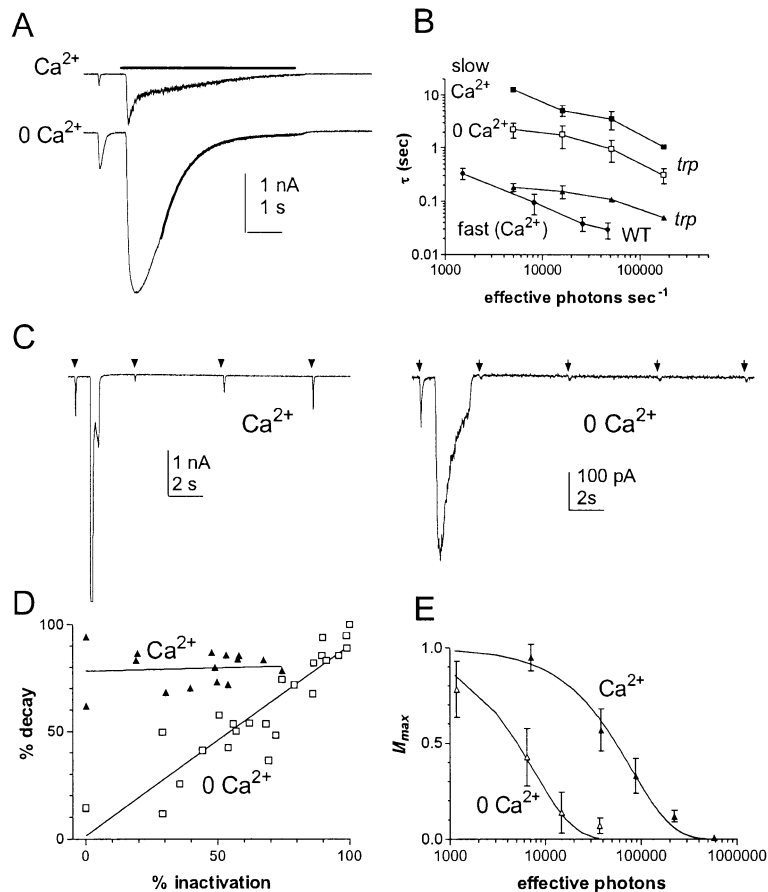 A
Ca2+
0 Ca2+
1 nA
1 s
B
slow
Ca2+
0 Ca2+
trp
trp
fast (Ca2+)
WT
τ (sec)
10
1
0.1
0.01
1000
10000
100000
effective photons sec-1
C
Ca2+
1 nA
2 s
0 Ca2+
100 pA
2s
D
Ca2+
0 Ca2+
% decay
100
50
0
0
50
100
% inactivation
E
Ca2+
0 Ca2+
I/Imax
1.0
0.5
0.0
1000
10000
100000
1000000
effective photons